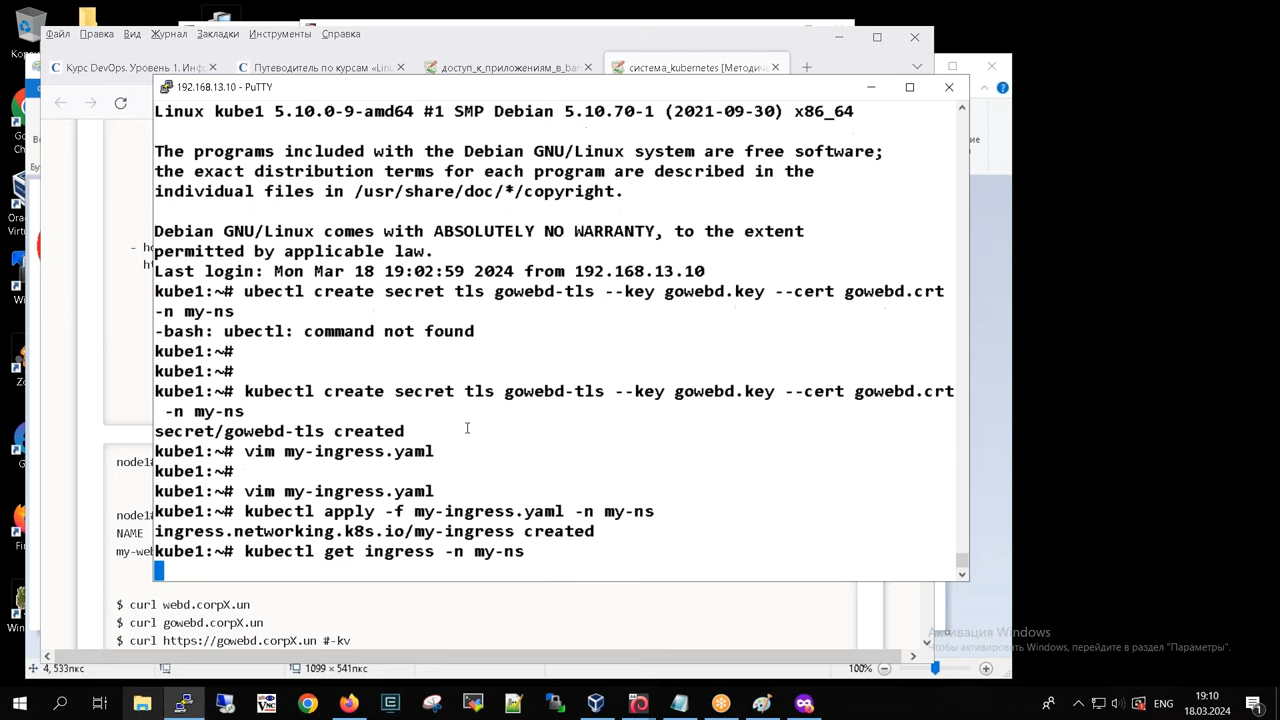 Файл Правка Вид Журнал Закладки Инструменты Справка
Курс DevOps. Уровень 1. Инфс
Путеводитель по курсам «Linu
доступ_к_приложениям_в_bar
система_kubernetes [Методич
192.168.13.10 - PuTTY
Linux kube1 5.10.0-9-amd64 #1 SMP Debian 5.10.70-1 (2021-09-30) x86_64
The programs included with the Debian GNU/Linux system are free software;
the exact distribution terms for each program are described in the
individual files in /usr/share/doc/*/copyright.
Debian GNU/Linux comes with ABSOLUTELY NO WARRANTY, to the extent
permitted by applicable law.
Last login: Mon Mar 18 19:02:59 2024 from 192.168.13.10
kube1:~# ubectl create secret tls gowebd-tls --key gowebd.key --cert gowebd.crt
-n my-ns
-bash: ubectl: command not found
kube1:~#
kube1:~#
kube1:~# kubectl create secret tls gowebd-tls --key gowebd.key --cert gowebd.crt
-n my-ns
secret/gowebd-tls created
kube1:~# vim my-ingress.yaml
kube1:~#
kube1:~# vim my-ingress.yaml
kube1:~# kubectl apply -f my-ingress.yaml -n my-ns
ingress.networking.k8s.io/my-ingress created
kube1:~# kubectl get ingress -n my-ns
- ho
node1#
node1#
NAME
my-web
$ curl webd.corpX.un
$ curl gowebd.corpX.un
$ curl https://gowebd.corpX.un #-kv
Активация Windows
Чтобы активировать Windows, перейдите в раздел "Параметры".
4, 533пкс
1099 × 541пкс
100%
ENG
19:10
18.03.2024